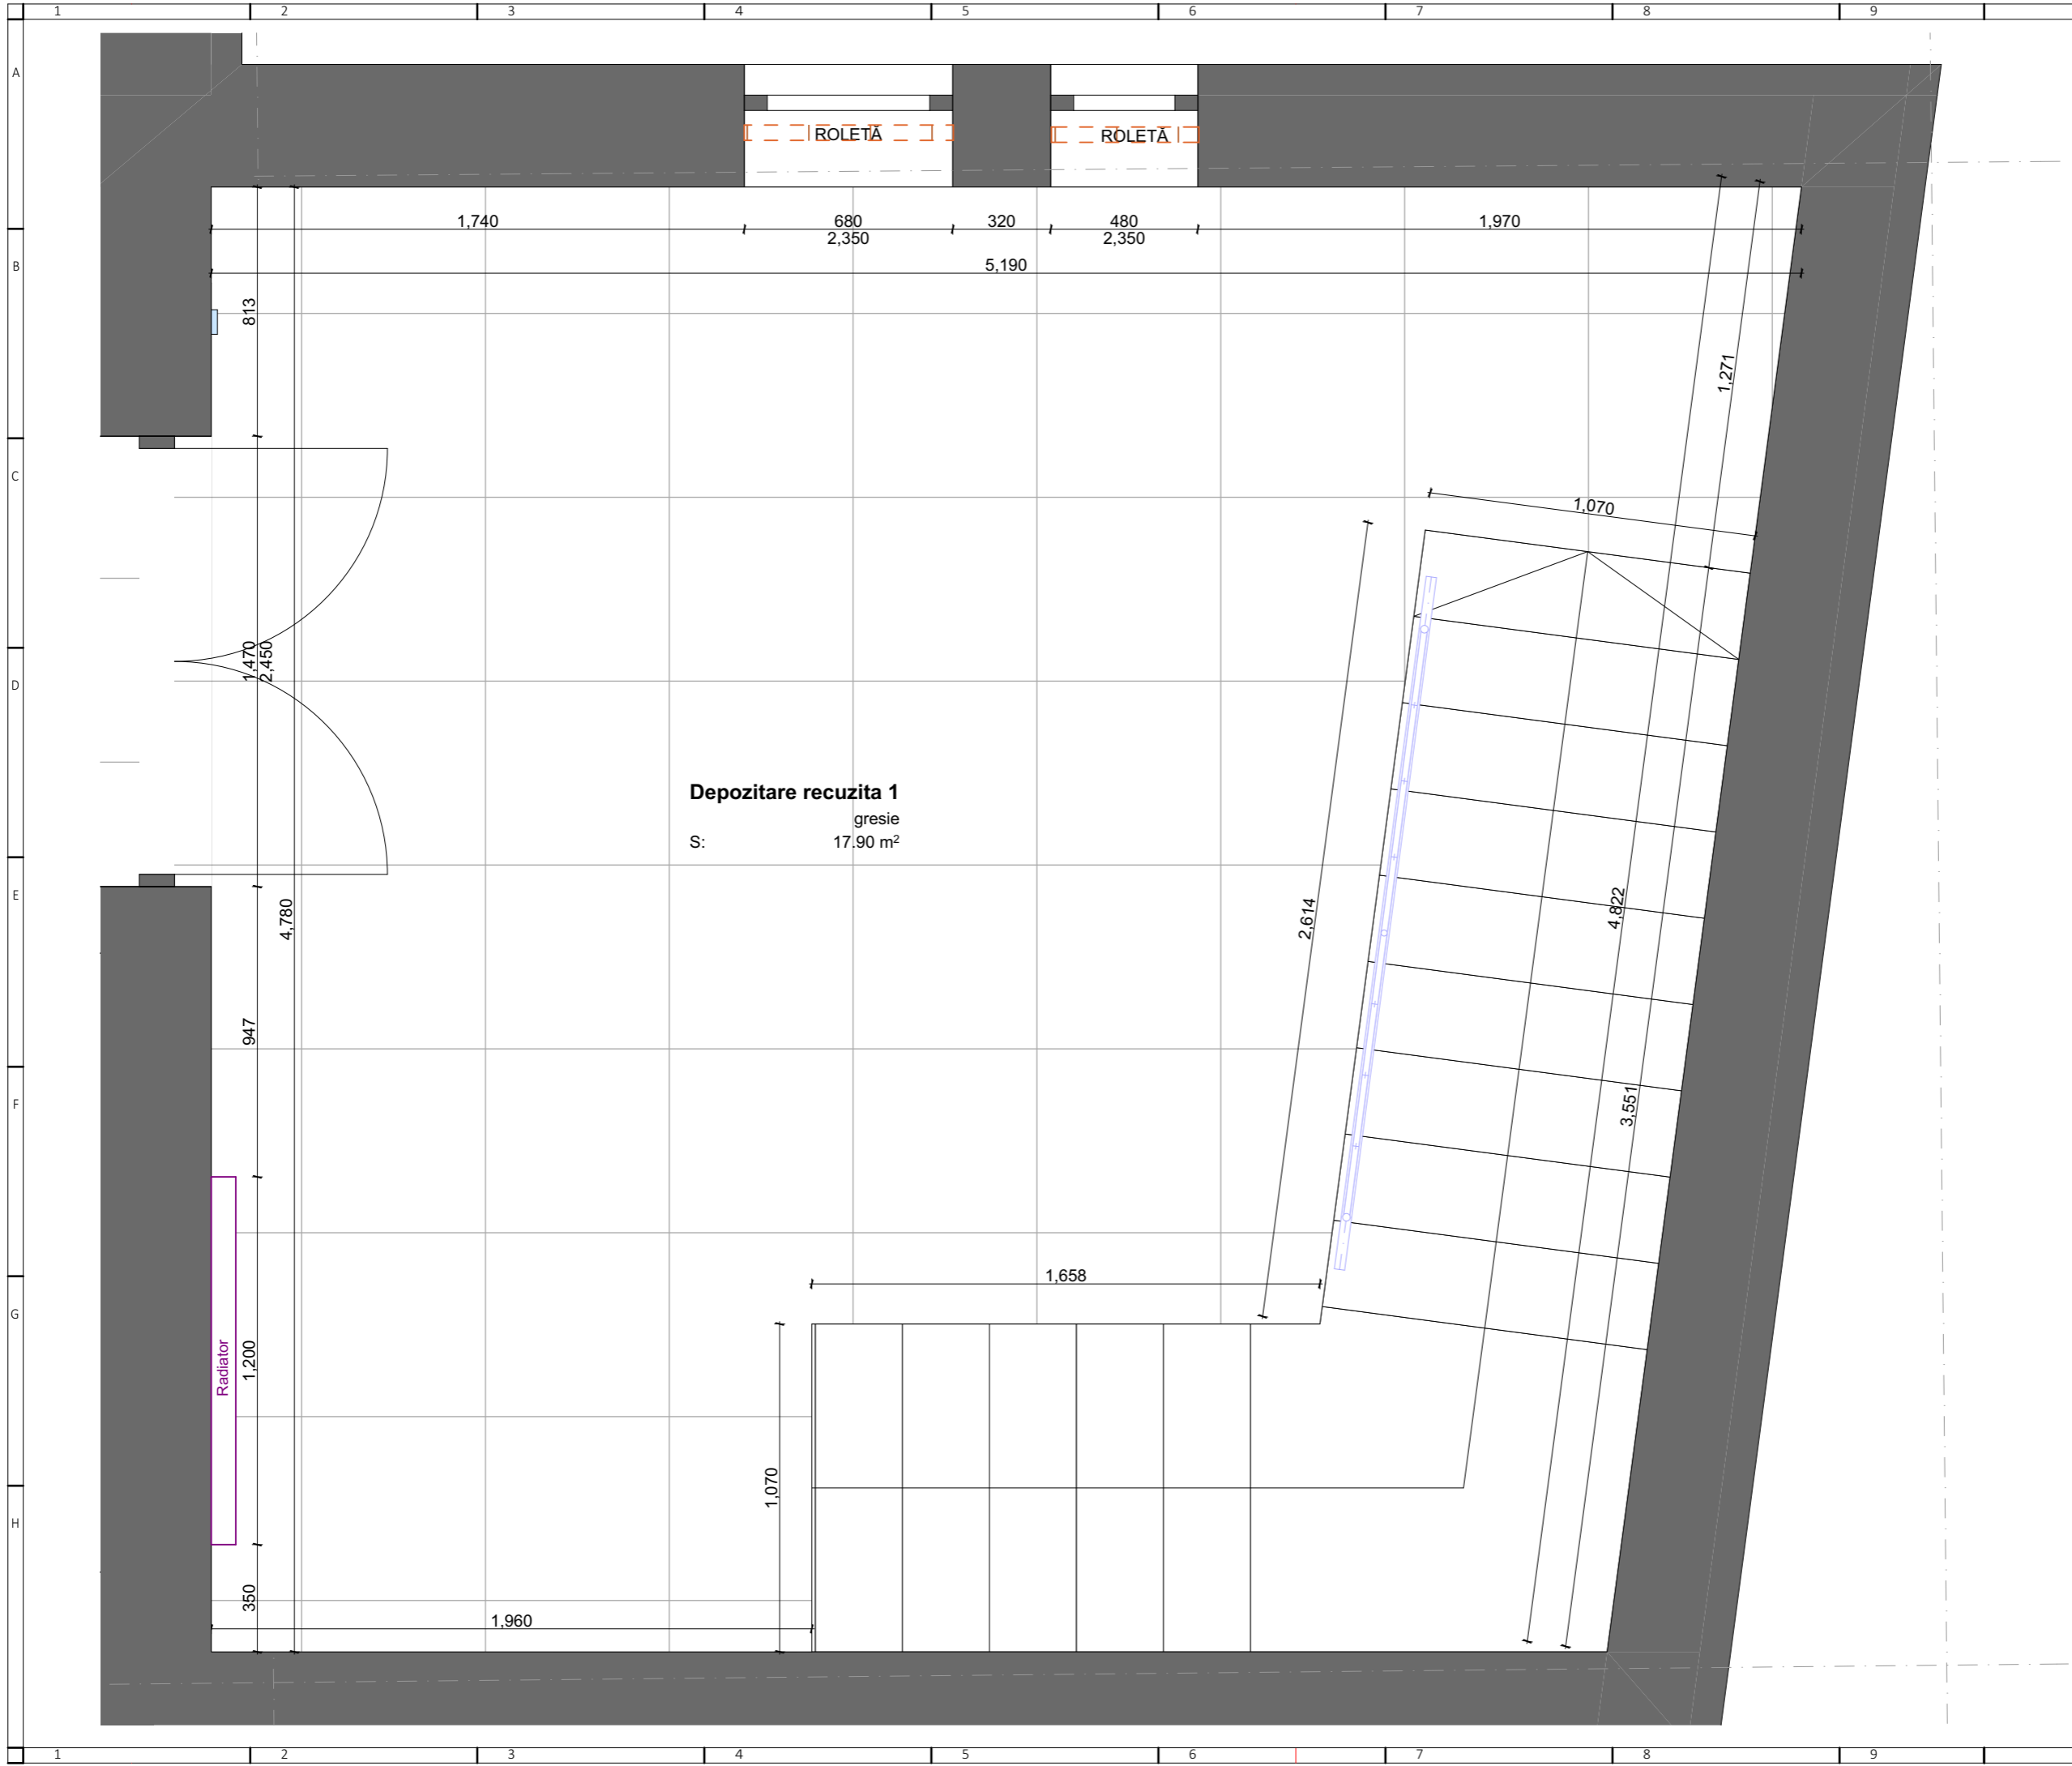 1 2 3 4 5 6 7 8 9
A
B
C
D
E
F
G
H
ROLETĂ
ROLETĂ
1,740
680
2,350
320
480
2,350
1,970
5,190
813
1,271
1,070
1,470
2,450
Depozitare recuzita 1
gresie
S: 17.90 m²
4,780
2,614
4,822
947
3,551
1,658
Radiator
1,200
1,070
350
1,960
1 2 3 4 5 6 7 8 9